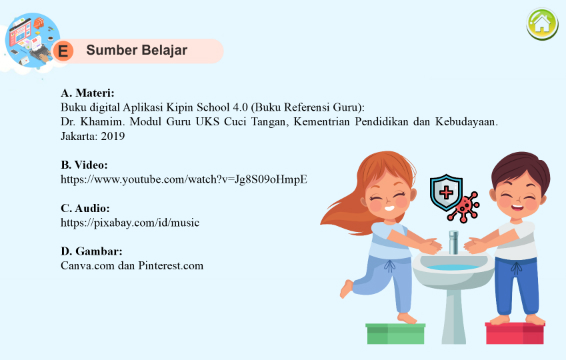 E Sumber Belajar
A. Materi:
Buku digital Aplikasi Kipin School 4.0 (Buku Referensi Guru):
Dr. Khamim. Modul Guru UKS Cuci Tangan, Kementrian Pendidikan dan Kebudayaan.
Jakarta: 2019
B. Video:
https://www.youtube.com/watch?v=Jg8S09oHmpE
C. Audio:
https://pixabay.com/id/music
D. Gambar:
Canva.com dan Pinterest.com